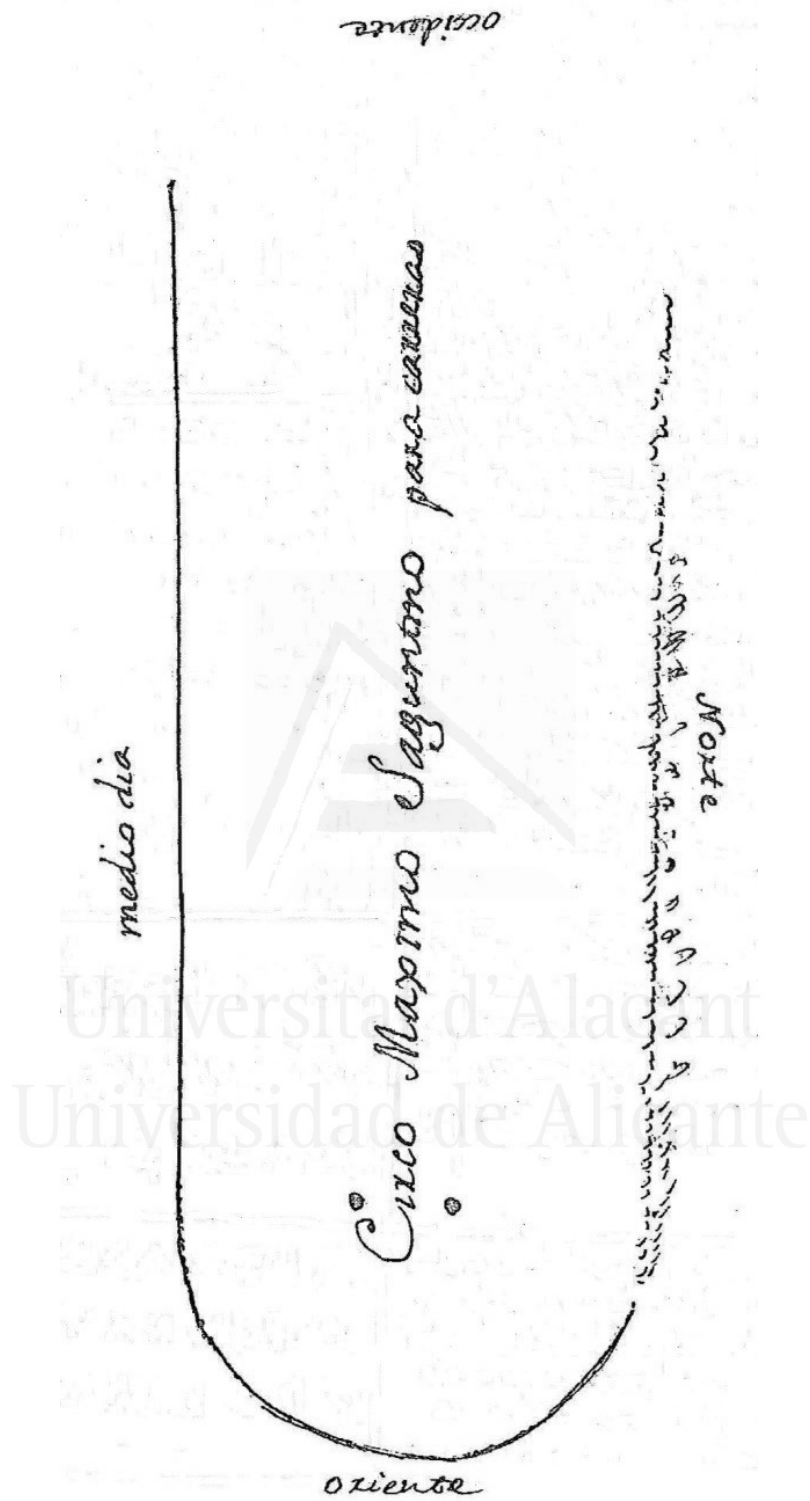 occidente
medio dia
Circo Maximo Saguntino para carreras
Norte
oriente
Universitat d'Alacant
Universidad de Alicante